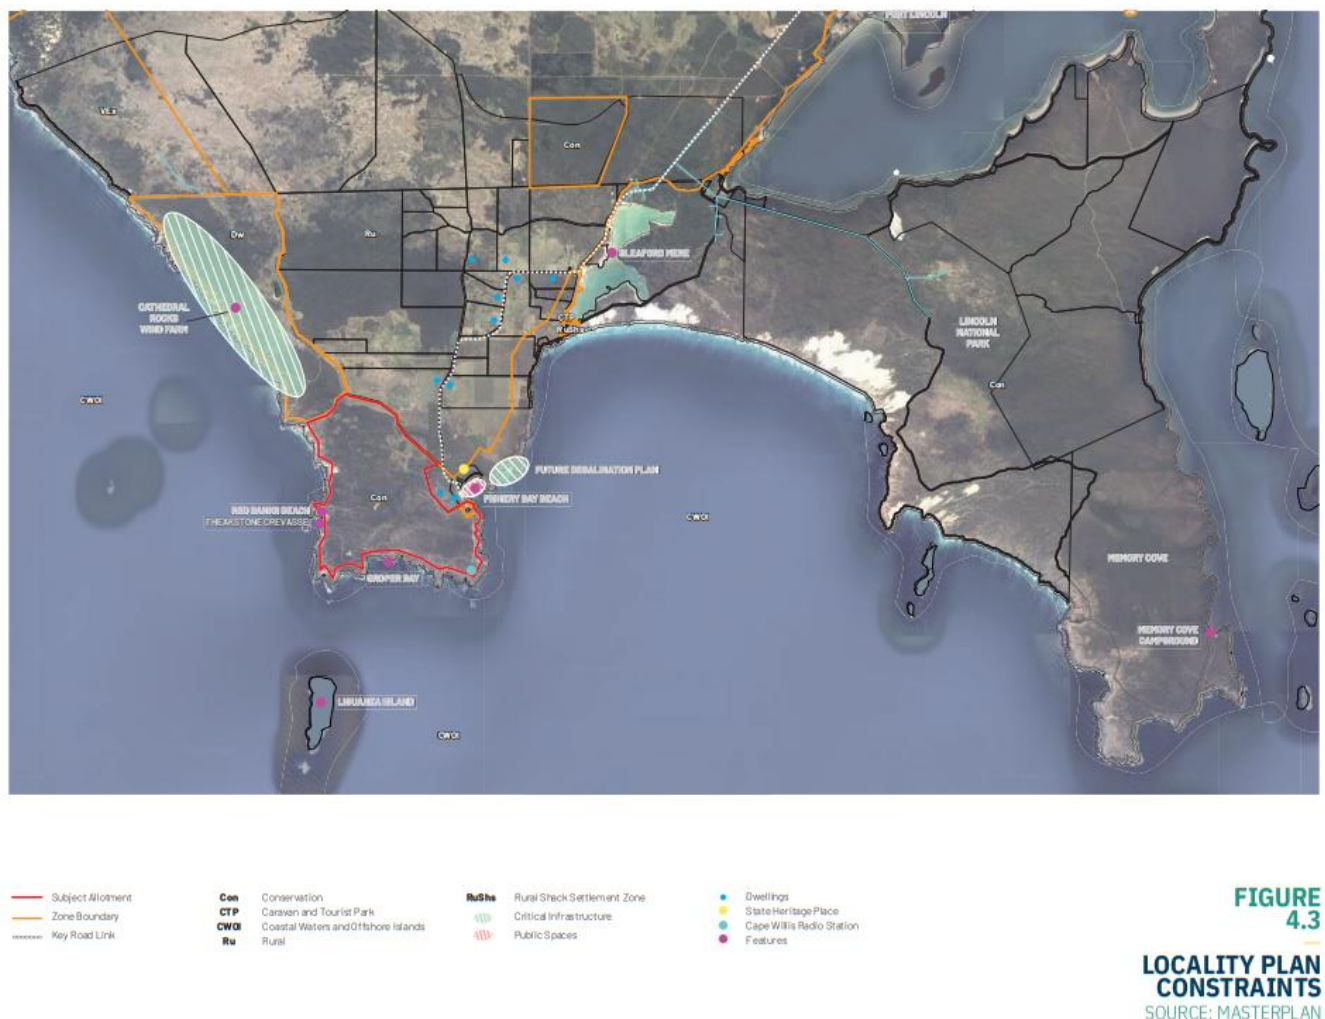 PORT LINCOLN
VLEx
Con
Dw
Ru
SLEAFORD MERE
CATHEDRAL
ROCKS
WIND FARM
CTP
RuShs
LINCOLN
NATIONAL
PARK
Con
CWOI
FUTURE DESALINATION PLAN
FISHERY BAY BEACH
Con
RED BANKS BEACH
THEAKSTONE CREVASSE
CWOI
MEMORY COVE
GROPER BAY
MEMORY COVE
CAMPGROUND
CWOI
Subject Allotment
Zone Boundary
Key Road Link
Con Conservation
CTP Caravan and Tourist Park
CWOI Coastal Waters and Offshore Islands
Ru Rural
RuShs Rural Shack Settlement Zone
Critical Infrastructure
Public Spaces
Dwellings
State Heritage Place
Cape Willis Radio Station
Features
FIGURE
4.3
LOCALITY PLAN
CONSTRAINTS
SOURCE: MASTERPLAN